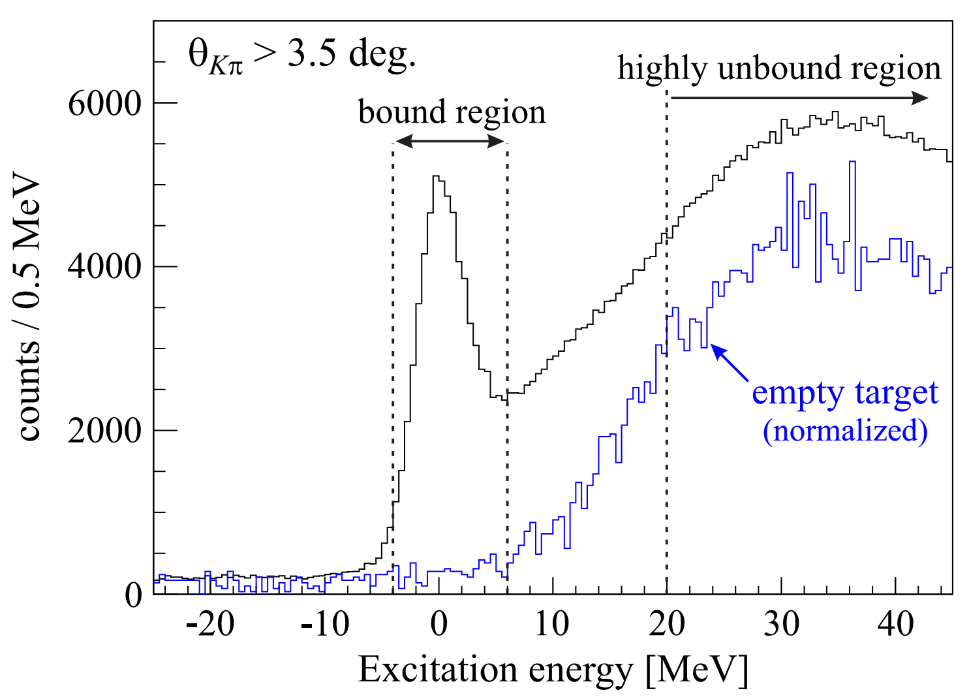 θKπ > 3.5 deg.
highly unbound region
bound region
6000
4000
2000
0
counts / 0.5 MeV
empty target
(normalized)
-20
-10
0
10
20
30
40
Excitation energy [MeV]